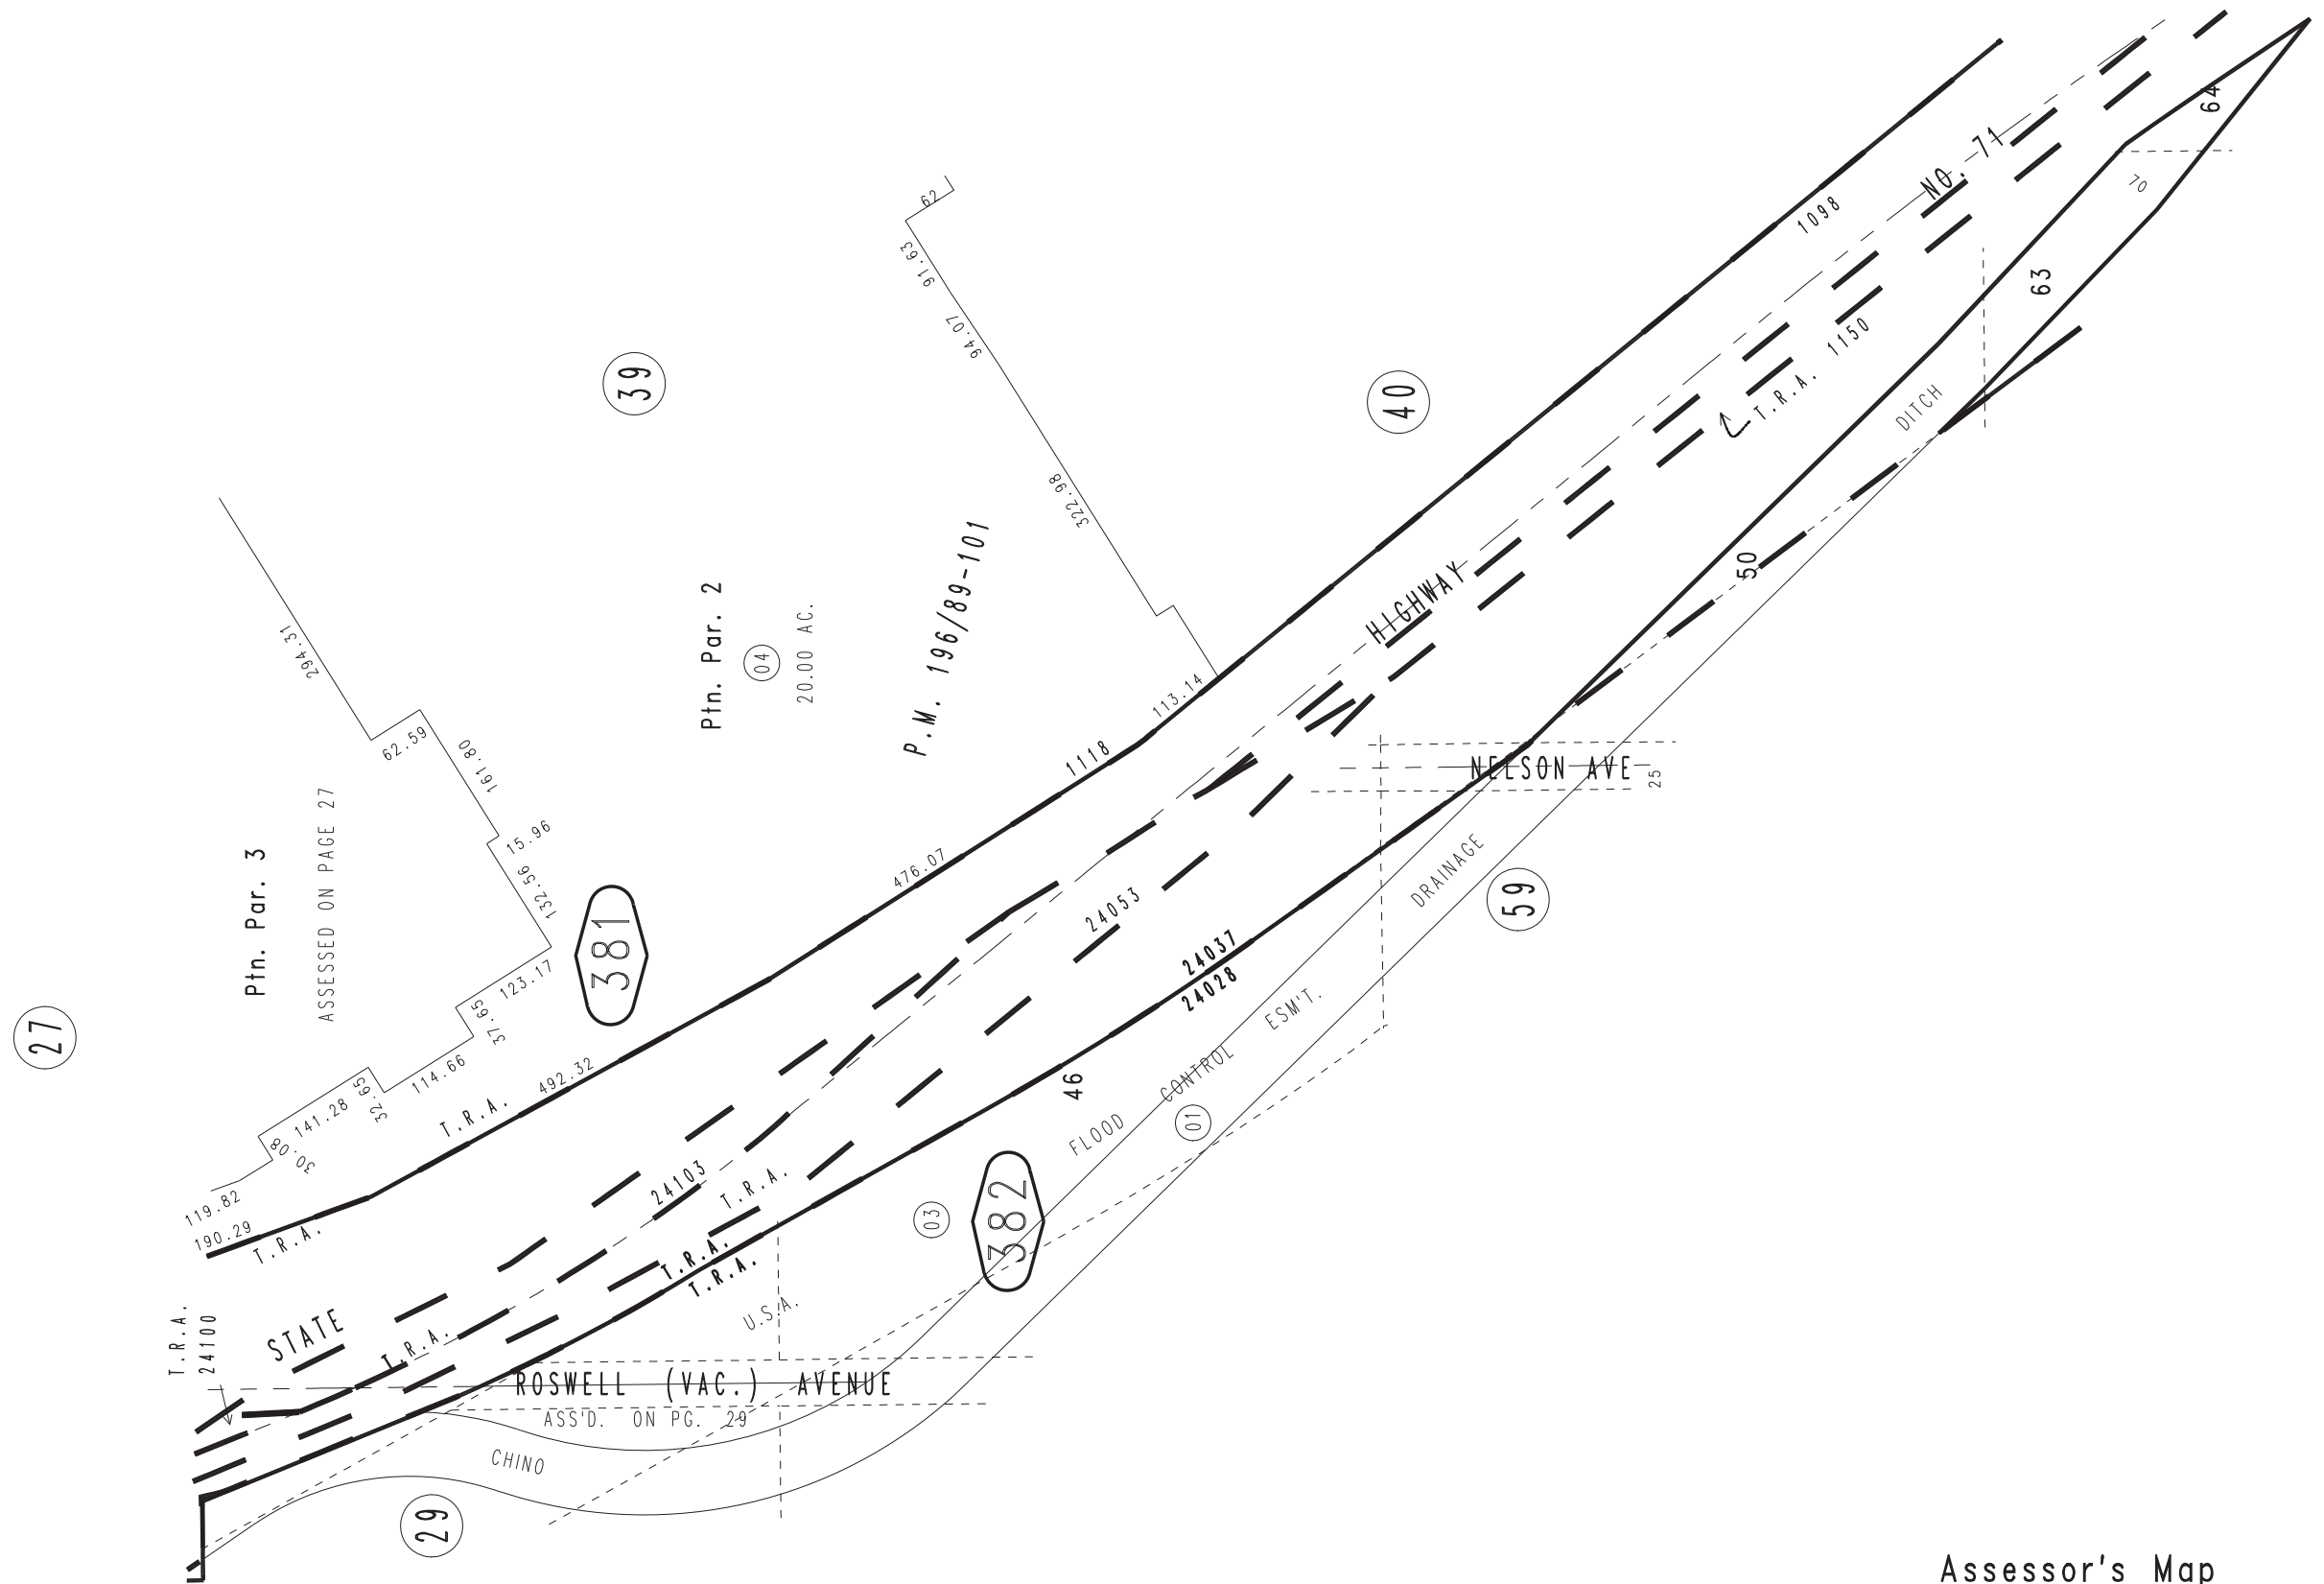 NO. 71
64
70
63
62
91.63
94.07
322.98
1098
39
40
1150
T.R.A.
DITCH
P.M. 196/89-101
HIGHWAY
50
Ptn. Par. 2
04
20.00 AC.
294.31
62.59
161.80
15.96
132.56
113.14
1118
NELSON AVE
25
Ptn. Par. 3
ASSESSED ON PAGE 27
476.07
24053
DRAINAGE
59
381
123.17
37.65
24037
24028
27
114.66
492.32
ESM'T.
32.65
141.28
30.08
T.R.A.
46
CONTROL
FLOOD
01
119.82
190.29
T.R.A.
24103
T.R.A.
03
382
T.R.A.
T.R.A.
U.S.A.
T.R.A.
24100
STATE
T.R.A.
ROSWELL (VAC.) AVENUE
ASS'D. ON PG. 29
CHINO
29
Assessor's Map